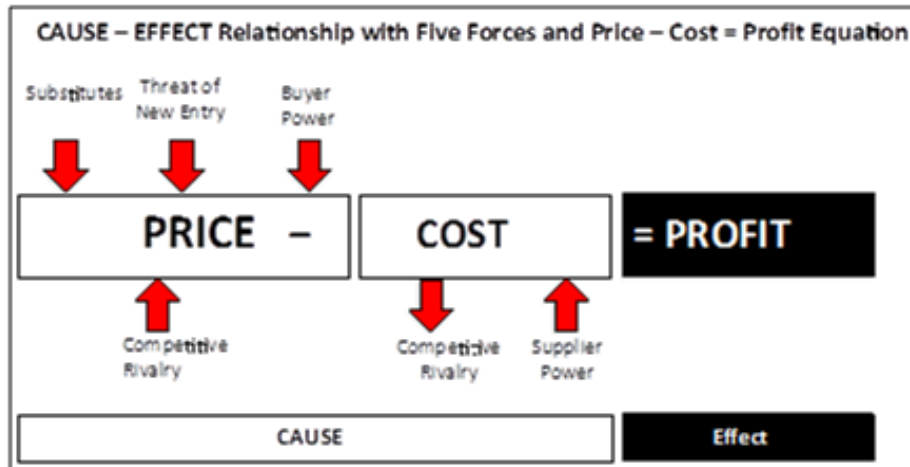 CAUSE – EFFECT Relationship with Five Forces and Price – Cost = Profit Equation
Substitutes
Threat of
New Entry
Buyer
Power
PRICE –
COST
= PROFIT
Competitive
Rivalry
Competitive
Rivalry
Supplier
Power
CAUSE
Effect